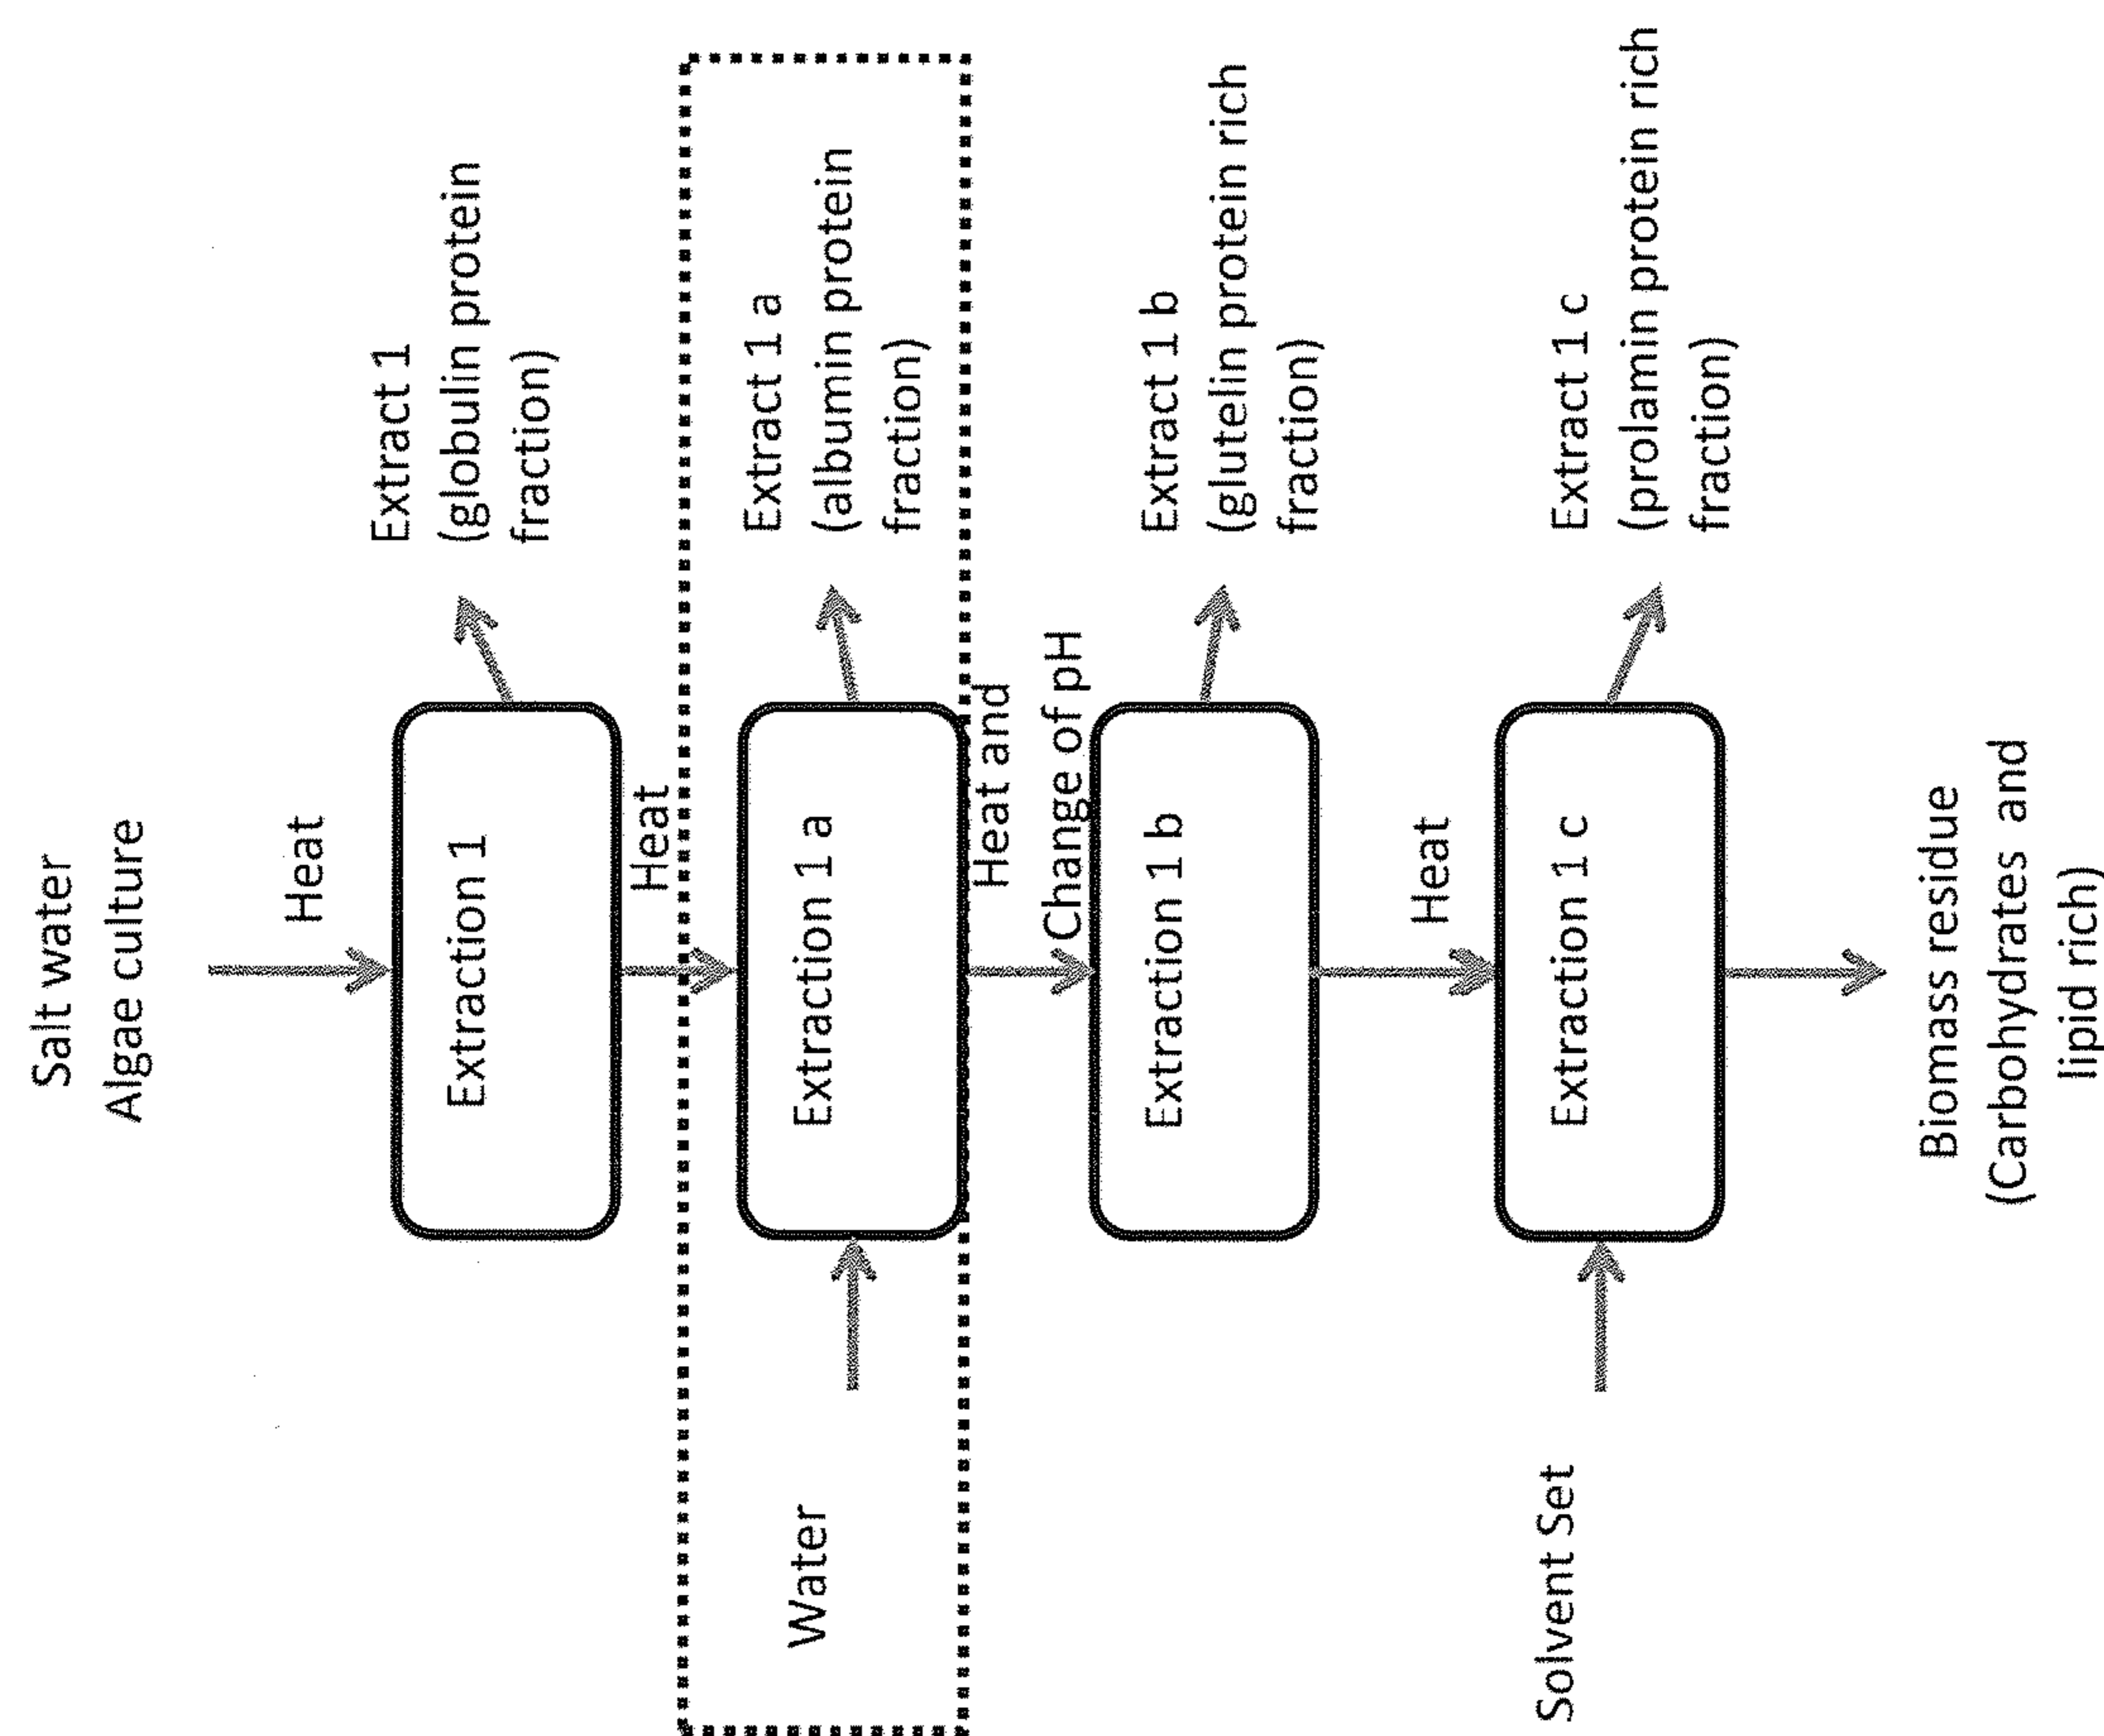 Salt water
Algae culture
Heat
Extraction 1
Extract 1
(globulin protein
fraction)
Heat
Water
Extraction 1 a
Extract 1 a
(albumin protein
fraction)
Heat and
Change of pH
Extraction 1 b
Extract 1 b
(glutelin protein rich
fraction)
Heat
Solvent Set
Extraction 1 c
Extract 1 c
(prolamin protein rich
fraction)
Biomass residue
(Carbohydrates and
lipid rich)